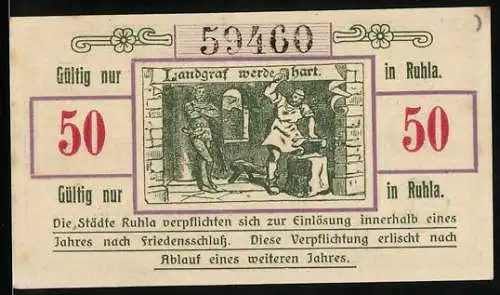 59460
Landgraf werde hart.
Gültig nur in Ruhla.
50 50
Gültig nur in Ruhla.
Die Städte Ruhla verpflichten sich zur Einlösung innerhalb eines
Jahres nach Friedensschluß. Diese Verpflichtung erlischt nach
Ablauf eines weiteren Jahres.